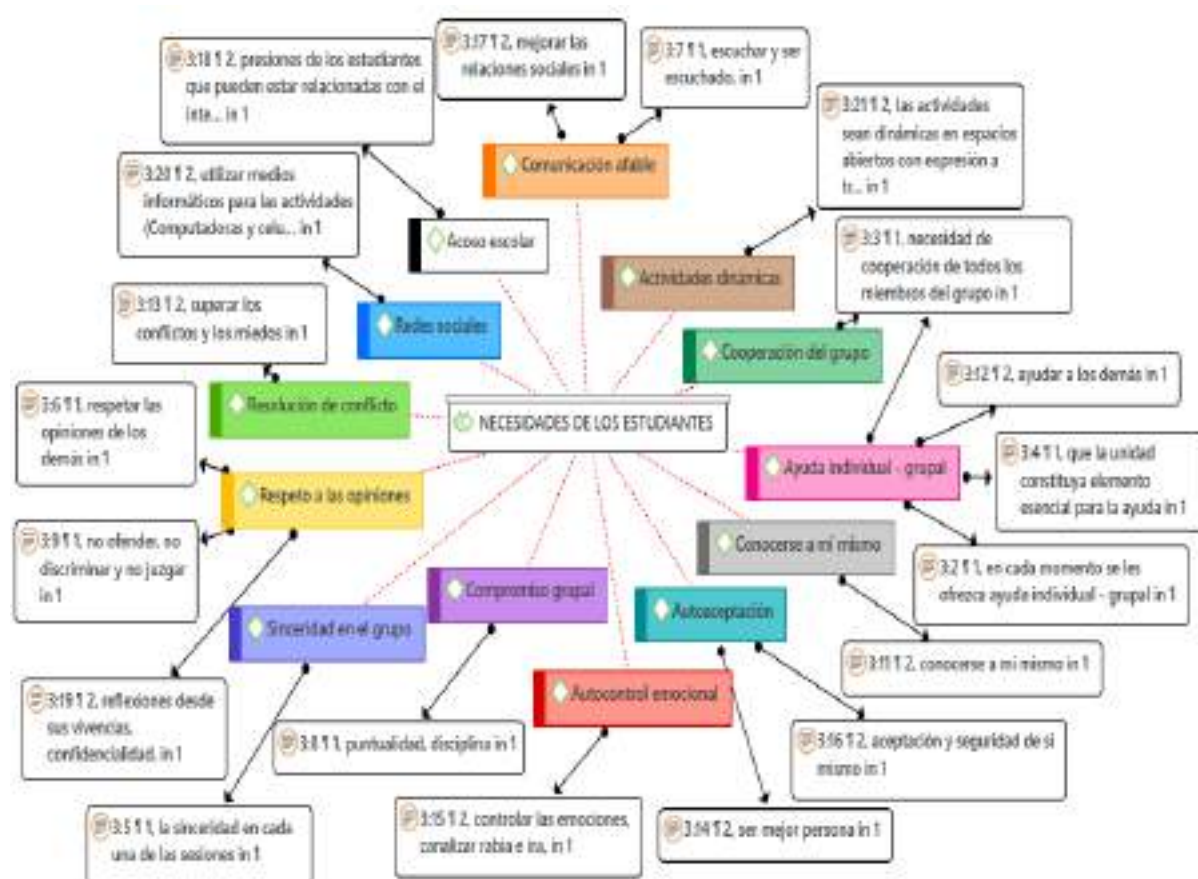 3:18 ¶ 2, presiones de los estudiantes
que pueden estar relacionadas con el
inte... in 1
3:17 ¶ 2, mejorar las
relaciones sociales in 1
3:7 ¶ 1, escuchar y ser
escuchado. in 1
3:21 ¶ 2, las actividades
sean dinámicas en espacios
abiertos con expresión a
tr... in 1
Comunicación afable
3:20 ¶ 2, utilizar medios
informáticos para las actividades
(Computadoras y celu... in 1
Acoso escolar
Actividades dinámicas
3:3 ¶ 1, necesidad de
cooperación de todos los
miembros del grupo in 1
3:13 ¶ 2, superar los
conflictos y los miedos in 1
Redes sociales
Cooperación del grupo
3:12 ¶ 2, ayudar a los demás in 1
3:6 ¶ 1, respetar las
opiniones de los
demás in 1
Resolución de conflicto
NECESIDADES DE LOS ESTUDIANTES
Ayuda individual - grupal
3:4 ¶ 1, que la unidad
constituya elemento
esencial para la ayuda in 1
Respeto a las opiniones
3:9 ¶ 1, no ofender, no
discriminar y no juzgar
in 1
Conocerse a mí mismo
3:2 ¶ 1, en cada momento se les
ofrezca ayuda individual - grupal in 1
Compromiso grupal
Autoaceptación
Sinceridad en el grupo
3:11 ¶ 2, conocerse a mi mismo in 1
3:19 ¶ 2, reflexiones desde
sus vivencias,
confidencialidad. in 1
Autocontrol emocional
3:8 ¶ 1, puntualidad, disciplina in 1
3:16 ¶ 2, aceptación y seguridad de si
mismo in 1
3:5 ¶ 1, la sinceridad en cada
una de las sesiones in 1
3:15 ¶ 2, controlar las emociones,
canalizar rabia e ira, in 1
3:14 ¶ 2, ser mejor persona in 1